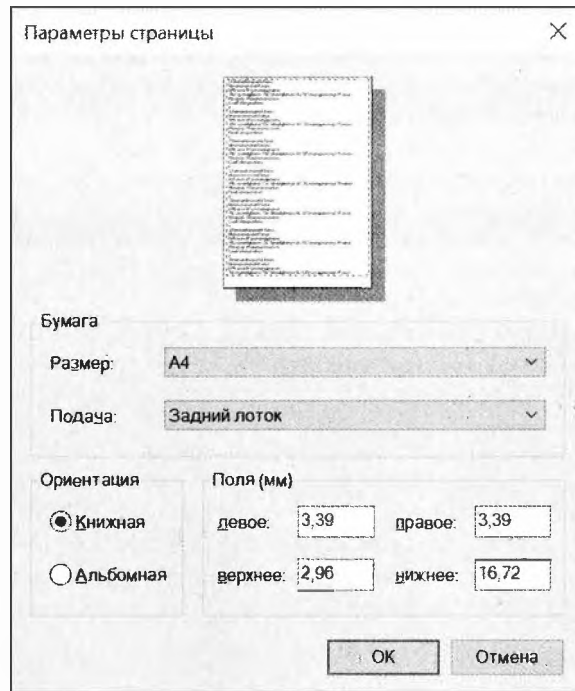 Параметры страницы
Бумага
Размер: A4
Подача: Задний лоток
Ориентация
Книжная
Альбомная
Поля (мм)
левое: 3,39 правое: 3,39
верхнее: 2,96 нижнее: 16,72
OK Отмена